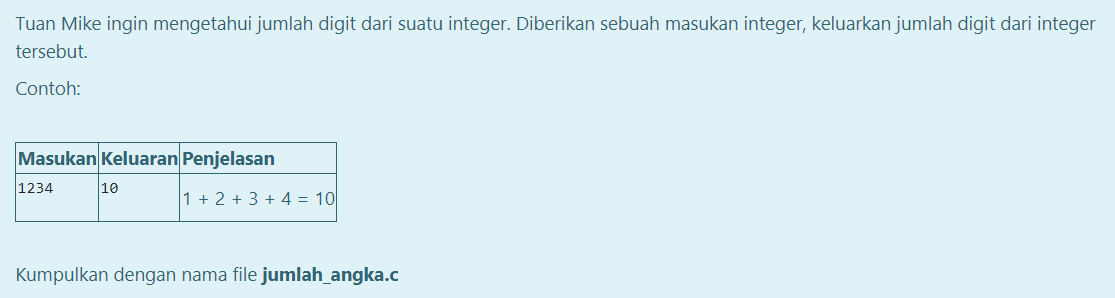 Tuan Mike ingin mengetahui jumlah digit dari suatu integer. Diberikan sebuah masukan integer, keluarkan jumlah digit dari integer
tersebut.
Contoh:
Masukan Keluaran Penjelasan
1234 10 1 + 2 + 3 + 4 = 10
Kumpulkan dengan nama file jumlah_angka.c